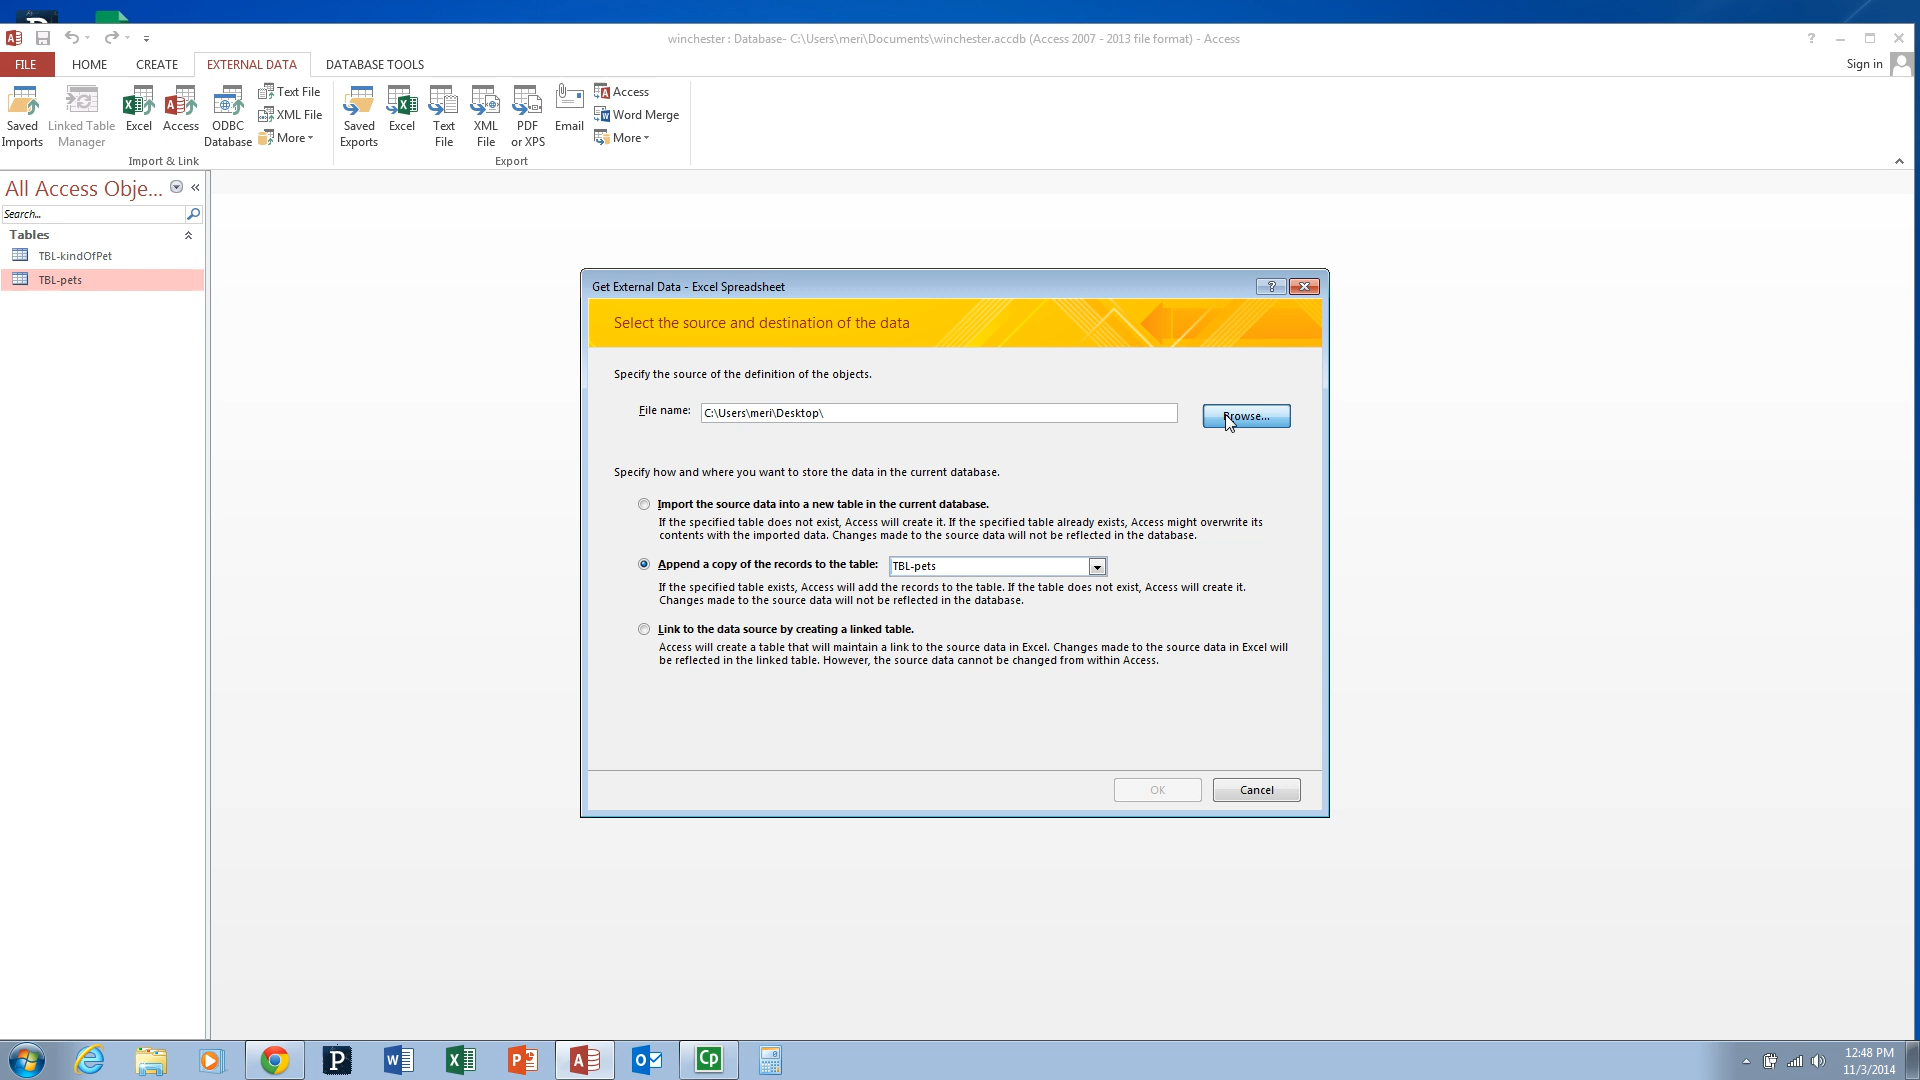 winchester : Database- C:\Users\meri\Documents\winchester.accdb (Access 2007 - 2013 file format) - Access
FILE HOME CREATE EXTERNAL DATA DATABASE TOOLS Sign in
Saved Imports
Linked Table Manager
Excel
Access
ODBC Database
Text File
XML File
More
Import & Link
Saved Exports
Excel
Text File
XML File
PDF or XPS
Email
Access
Word Merge
More
Export
All Access Obje...
Search...
Tables
TBL-kindOfPet
TBL-pets
Get External Data - Excel Spreadsheet
Select the source and destination of the data
Specify the source of the definition of the objects.
File name: C:\Users\meri\Desktop\ Browse...
Specify how and where you want to store the data in the current database.
Import the source data into a new table in the current database.
If the specified table does not exist, Access will create it. If the specified table already exists, Access might overwrite its
contents with the imported data. Changes made to the source data will not be reflected in the database.
Append a copy of the records to the table: TBL-pets
If the specified table exists, Access will add the records to the table. If the table does not exist, Access will create it.
Changes made to the source data will not be reflected in the database.
Link to the data source by creating a linked table.
Access will create a table that will maintain a link to the source data in Excel. Changes made to the source data in Excel will
be reflected in the linked table. However, the source data cannot be changed from within Access.
OK Cancel
12:48 PM
11/3/2014